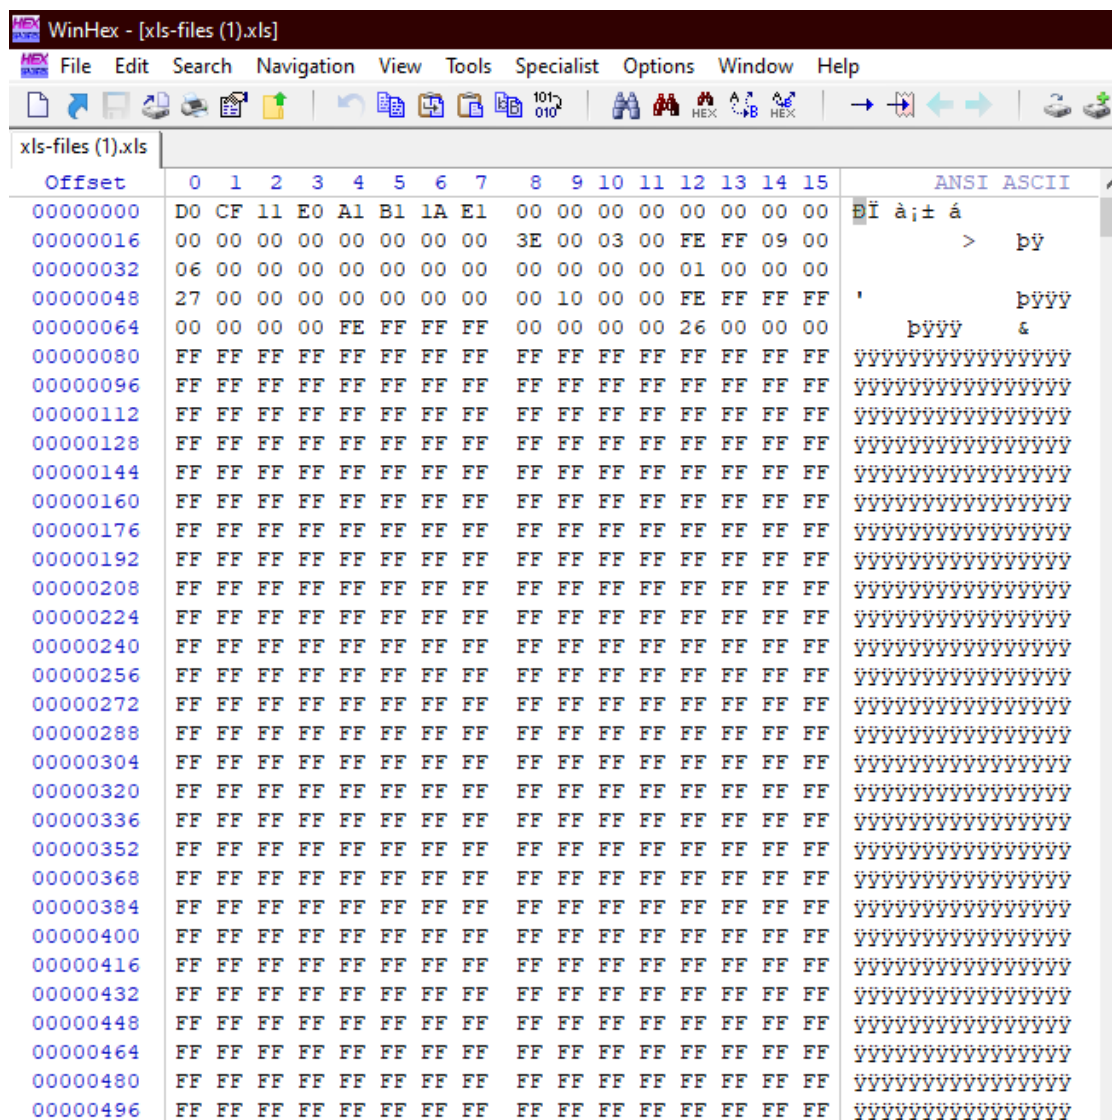 WinHex - [xls-files (1).xls]
File Edit Search Navigation View Tools Specialist Options Window Help
xls-files (1).xls
Offset 0 1 2 3 4 5 6 7 8 9 10 11 12 13 14 15 ANSI ASCII
00000000 D0 CF 11 E0 A1 B1 1A E1 00 00 00 00 00 00 00 00 ÐÏ à¡± á
00000016 00 00 00 00 00 00 00 00 3E 00 03 00 FE FF 09 00 > þÿ
00000032 06 00 00 00 00 00 00 00 00 00 00 00 01 00 00 00
00000048 27 00 00 00 00 00 00 00 00 10 00 00 FE FF FF FF ' þÿÿÿ
00000064 00 00 00 00 FE FF FF FF 00 00 00 00 26 00 00 00 þÿÿÿ &
00000080 FF FF FF FF FF FF FF FF FF FF FF FF FF FF FF FF ÿÿÿÿÿÿÿÿÿÿÿÿÿÿÿÿ
00000096 FF FF FF FF FF FF FF FF FF FF FF FF FF FF FF FF ÿÿÿÿÿÿÿÿÿÿÿÿÿÿÿÿ
00000112 FF FF FF FF FF FF FF FF FF FF FF FF FF FF FF FF ÿÿÿÿÿÿÿÿÿÿÿÿÿÿÿÿ
00000128 FF FF FF FF FF FF FF FF FF FF FF FF FF FF FF FF ÿÿÿÿÿÿÿÿÿÿÿÿÿÿÿÿ
00000144 FF FF FF FF FF FF FF FF FF FF FF FF FF FF FF FF ÿÿÿÿÿÿÿÿÿÿÿÿÿÿÿÿ
00000160 FF FF FF FF FF FF FF FF FF FF FF FF FF FF FF FF ÿÿÿÿÿÿÿÿÿÿÿÿÿÿÿÿ
00000176 FF FF FF FF FF FF FF FF FF FF FF FF FF FF FF FF ÿÿÿÿÿÿÿÿÿÿÿÿÿÿÿÿ
00000192 FF FF FF FF FF FF FF FF FF FF FF FF FF FF FF FF ÿÿÿÿÿÿÿÿÿÿÿÿÿÿÿÿ
00000208 FF FF FF FF FF FF FF FF FF FF FF FF FF FF FF FF ÿÿÿÿÿÿÿÿÿÿÿÿÿÿÿÿ
00000224 FF FF FF FF FF FF FF FF FF FF FF FF FF FF FF FF ÿÿÿÿÿÿÿÿÿÿÿÿÿÿÿÿ
00000240 FF FF FF FF FF FF FF FF FF FF FF FF FF FF FF FF ÿÿÿÿÿÿÿÿÿÿÿÿÿÿÿÿ
00000256 FF FF FF FF FF FF FF FF FF FF FF FF FF FF FF FF ÿÿÿÿÿÿÿÿÿÿÿÿÿÿÿÿ
00000272 FF FF FF FF FF FF FF FF FF FF FF FF FF FF FF FF ÿÿÿÿÿÿÿÿÿÿÿÿÿÿÿÿ
00000288 FF FF FF FF FF FF FF FF FF FF FF FF FF FF FF FF ÿÿÿÿÿÿÿÿÿÿÿÿÿÿÿÿ
00000304 FF FF FF FF FF FF FF FF FF FF FF FF FF FF FF FF ÿÿÿÿÿÿÿÿÿÿÿÿÿÿÿÿ
00000320 FF FF FF FF FF FF FF FF FF FF FF FF FF FF FF FF ÿÿÿÿÿÿÿÿÿÿÿÿÿÿÿÿ
00000336 FF FF FF FF FF FF FF FF FF FF FF FF FF FF FF FF ÿÿÿÿÿÿÿÿÿÿÿÿÿÿÿÿ
00000352 FF FF FF FF FF FF FF FF FF FF FF FF FF FF FF FF ÿÿÿÿÿÿÿÿÿÿÿÿÿÿÿÿ
00000368 FF FF FF FF FF FF FF FF FF FF FF FF FF FF FF FF ÿÿÿÿÿÿÿÿÿÿÿÿÿÿÿÿ
00000384 FF FF FF FF FF FF FF FF FF FF FF FF FF FF FF FF ÿÿÿÿÿÿÿÿÿÿÿÿÿÿÿÿ
00000400 FF FF FF FF FF FF FF FF FF FF FF FF FF FF FF FF ÿÿÿÿÿÿÿÿÿÿÿÿÿÿÿÿ
00000416 FF FF FF FF FF FF FF FF FF FF FF FF FF FF FF FF ÿÿÿÿÿÿÿÿÿÿÿÿÿÿÿÿ
00000432 FF FF FF FF FF FF FF FF FF FF FF FF FF FF FF FF ÿÿÿÿÿÿÿÿÿÿÿÿÿÿÿÿ
00000448 FF FF FF FF FF FF FF FF FF FF FF FF FF FF FF FF ÿÿÿÿÿÿÿÿÿÿÿÿÿÿÿÿ
00000464 FF FF FF FF FF FF FF FF FF FF FF FF FF FF FF FF ÿÿÿÿÿÿÿÿÿÿÿÿÿÿÿÿ
00000480 FF FF FF FF FF FF FF FF FF FF FF FF FF FF FF FF ÿÿÿÿÿÿÿÿÿÿÿÿÿÿÿÿ
00000496 FF FF FF FF FF FF FF FF FF FF FF FF FF FF FF FF ÿÿÿÿÿÿÿÿÿÿÿÿÿÿÿÿ